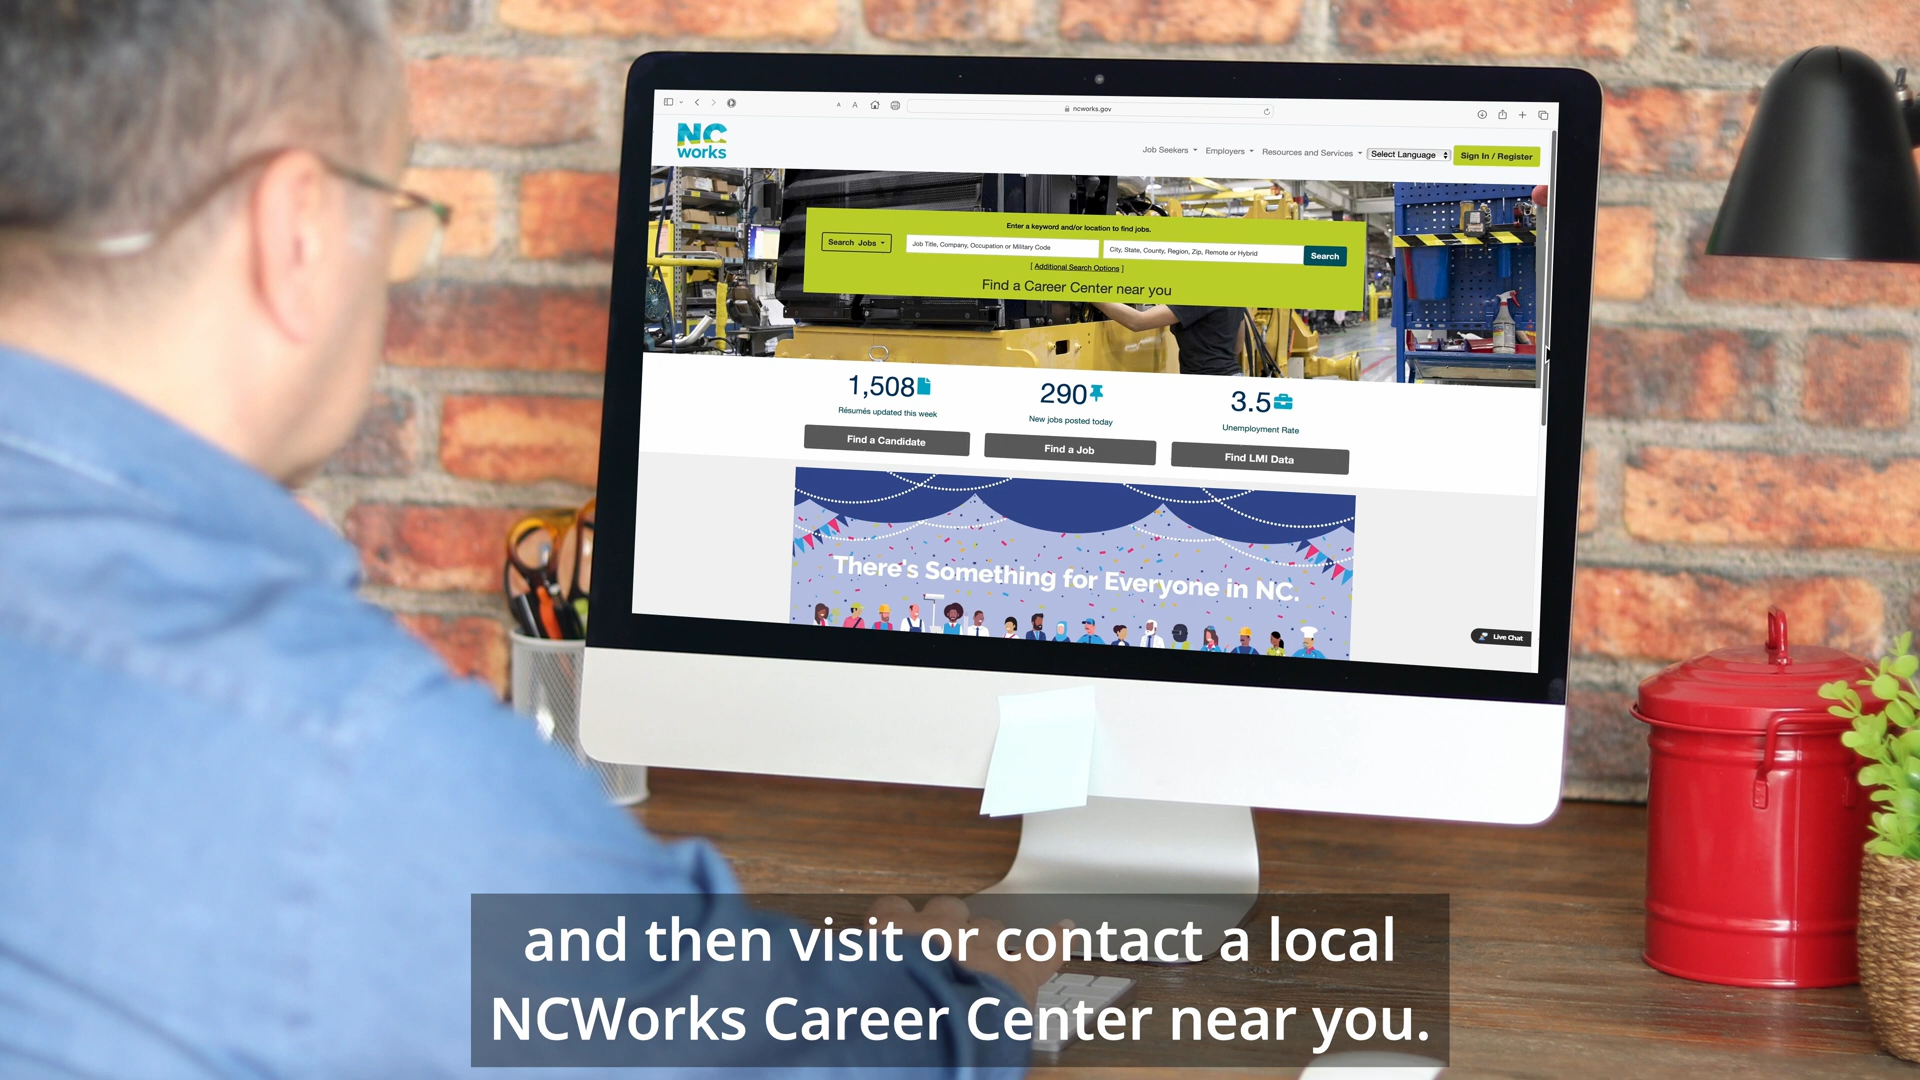 A A ncworks.gov
NC
works
Job Seekers Employers Resources and Services Select Language Sign In / Register
Enter a keyword and/or location to find jobs.
Search Jobs Job Title, Company, Occupation or Military Code City, State, County, Region, Zip, Remote or Hybrid Search
[ Additional Search Options ]
Find a Career Center near you
1,508 290 3.5
Résumés updated this week New jobs posted today Unemployment Rate
Find a Candidate Find a Job Find LMI Data
There's Something for Everyone in NC.
Live Chat
and then visit or contact a local
NCWorks Career Center near you.